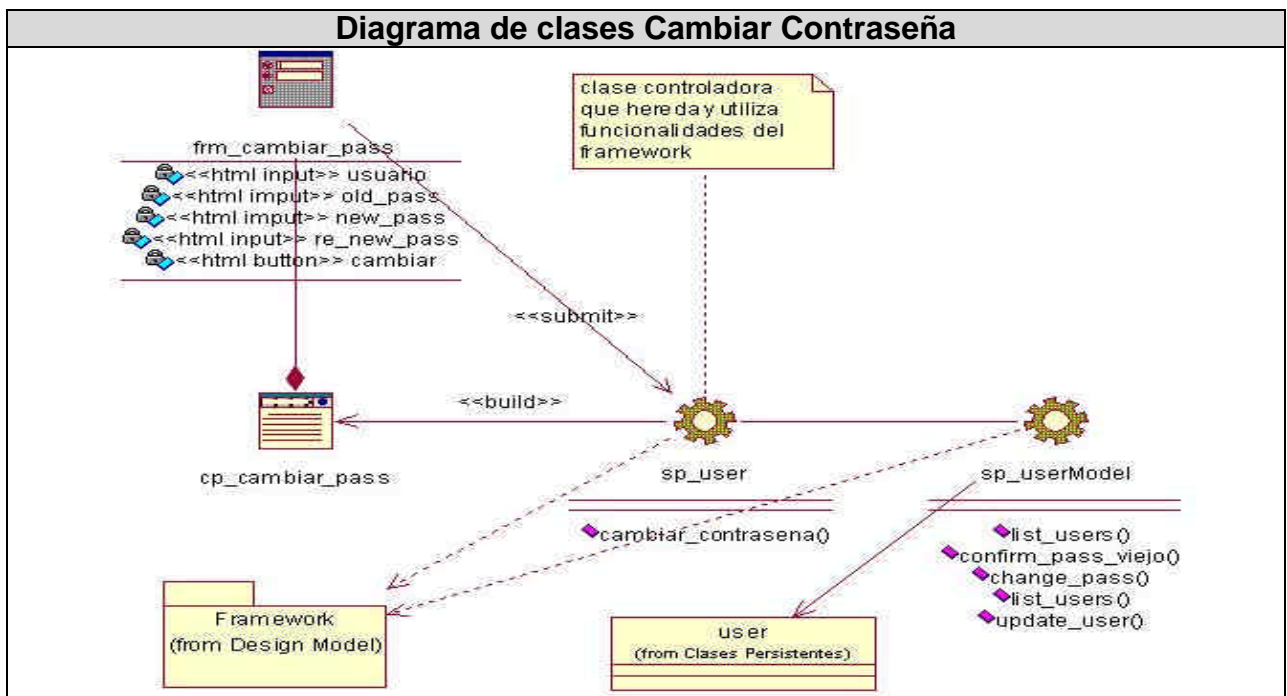 Diagrama de clases Cambiar Contraseña
clase controladora
que hereda y utiliza
funcionalidades del
framework
frm_cambiar_pass
<<html input>> usuario
<<html imput>> old_pass
<<html imput>> new_pass
<<html input>> re_new_pass
<<html button>> cambiar
<<submit>>
<<build>>
cp_cambiar_pass
sp_user
cambiar_contrasena()
sp_userModel
list_users()
confirm_pass_viejo()
change_pass()
list_users()
update_user()
Framework
(from Design Model)
user
(from Clases Persistentes)